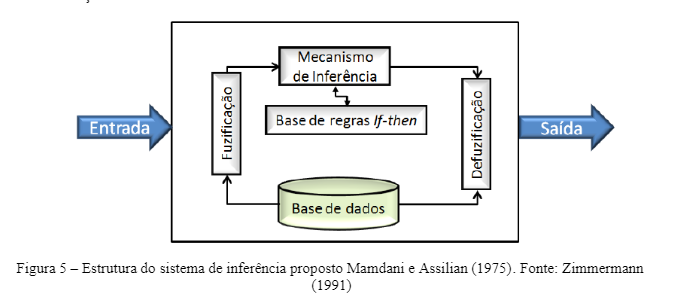 Entrada
Fuzificação
Mecanismo
de Inferência
Base de regras If-then
Base de dados
Defuzificação
Saída
Figura 5 – Estrutura do sistema de inferência proposto Mamdani e Assilian (1975). Fonte: Zimmermann
(1991)